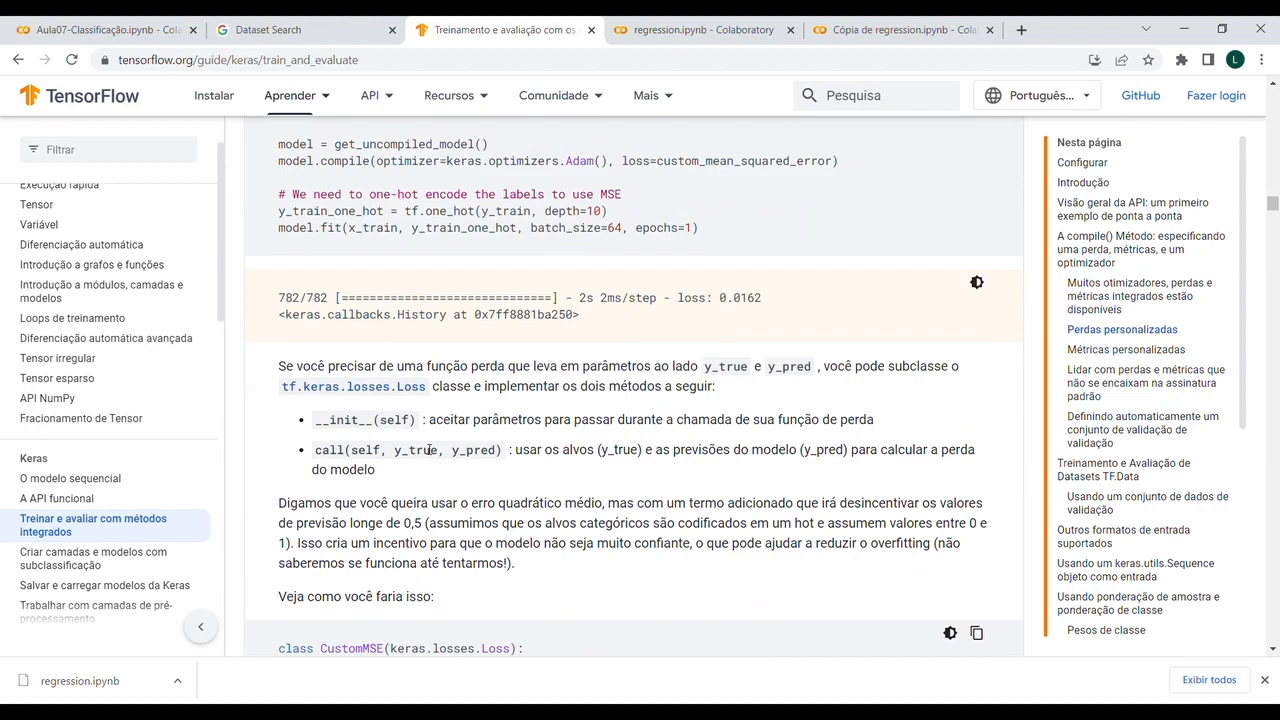 Aula07-Classificação.ipynb - Cola
Dataset Search
Treinamento e avaliação com os
regression.ipynb - Colaboratory
Cópia de regression.ipynb - Cola
tensorflow.org/guide/keras/train_and_evaluate
L
TensorFlow
Instalar
Aprender
API
Recursos
Comunidade
Mais
Pesquisa
Português…
GitHub
Fazer login
Filtrar
Execução rápida
Tensor
Variável
Diferenciação automática
Introdução a grafos e funções
Introdução a módulos, camadas e
modelos
Loops de treinamento
Diferenciação automática avançada
Tensor irregular
Tensor esparso
API NumPy
Fracionamento de Tensor
Keras
O modelo sequencial
A API funcional
Treinar e avaliar com métodos
integrados
Criar camadas e modelos com
subclassificação
Salvar e carregar modelos da Keras
Trabalhar com camadas de pré-
processamento
model = get_uncompiled_model()
model.compile(optimizer=keras.optimizers.Adam(), loss=custom_mean_squared_error)
# We need to one-hot encode the labels to use MSE
y_train_one_hot = tf.one_hot(y_train, depth=10)
model.fit(x_train, y_train_one_hot, batch_size=64, epochs=1)
782/782 [==============================] - 2s 2ms/step - loss: 0.0162
<keras.callbacks.History at 0x7ff8881ba250>
Se você precisar de uma função perda que leva em parâmetros ao lado y_true e y_pred , você pode subclasse o
tf.keras.losses.Loss classe e implementar os dois métodos a seguir:
• __init__(self) : aceitar parâmetros para passar durante a chamada de sua função de perda
• call(self, y_true, y_pred) : usar os alvos (y_true) e as previsões do modelo (y_pred) para calcular a perda
do modelo
Digamos que você queira usar o erro quadrático médio, mas com um termo adicionado que irá desincentivar os valores
de previsão longe de 0,5 (assumimos que os alvos categóricos são codificados em um hot e assumem valores entre 0 e
1). Isso cria um incentivo para que o modelo não seja muito confiante, o que pode ajudar a reduzir o overfitting (não
saberemos se funciona até tentarmos!).
Veja como você faria isso:
class CustomMSE(keras.losses.Loss):
Nesta página
Configurar
Introdução
Visão geral da API: um primeiro
exemplo de ponta a ponta
A compile() Método: especificando
uma perda, métricas, e um
otimizador
Muitos otimizadores, perdas e
métricas integrados estão
disponíveis
Perdas personalizadas
Métricas personalizadas
Lidar com perdas e métricas que
não se encaixam na assinatura
padrão
Definindo automaticamente um
conjunto de validação de
validação
Treinamento e Avaliação de
Datasets TF.Data
Usando um conjunto de dados de
validação
Outros formatos de entrada
suportados
Usando um keras.utils.Sequence
objeto como entrada
Usando ponderação de amostra e
ponderação de classe
Pesos de classe
regression.ipynb
Exibir todos